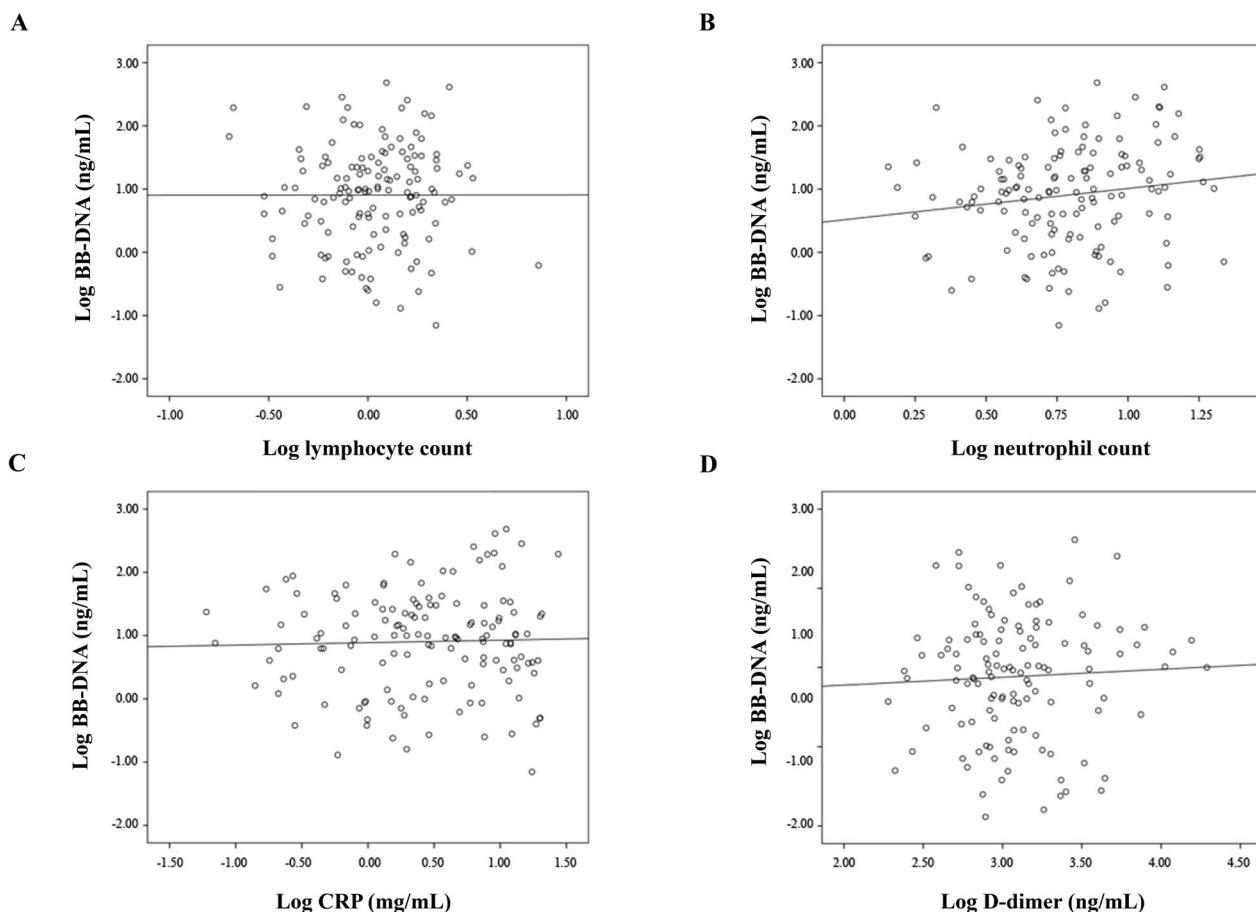 A
B
3.00
2.00
1.00
0.00
-1.00
-2.00
Log BB-DNA (ng/mL)
-1.00 -0.50 0.00 0.50 1.00
Log lymphocyte count
3.00
2.00
1.00
0.00
-1.00
-2.00
Log BB-DNA (ng/mL)
0.00 0.25 0.50 0.75 1.00 1.25
Log neutrophil count
C
D
3.00
2.00
1.00
0.00
-1.00
-2.00
Log BB-DNA (ng/mL)
-1.50 -1.00 -0.50 0.00 0.50 1.00 1.50
Log CRP (mg/mL)
3.00
2.00
1.00
0.00
-1.00
-2.00
Log BB-DNA (ng/mL)
2.00 2.50 3.00 3.50 4.00 4.50
Log D-dimer (ng/mL)